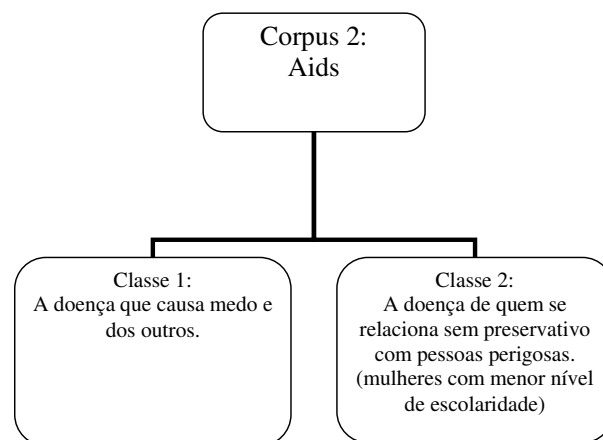 Corpus 2:
Aids
Classe 1:
A doença que causa medo e
dos outros.
Classe 2:
A doença de quem se
relaciona sem preservativo
com pessoas perigosas.
(mulheres com menor nível
de escolaridade)